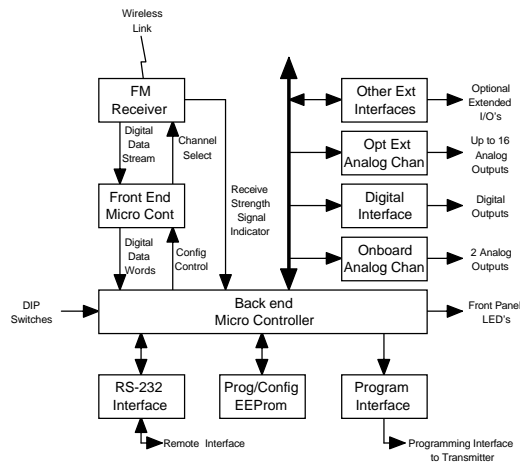 Wireless
Link
FM
Receiver
Other Ext
Interfaces
Optional
Extended
I/O's
Digital
Data
Stream
Channel
Select
Opt Ext
Analog Chan
Up to 16
Analog
Outputs
Front End
Micro Cont
Receive
Strength
Signal
Indicator
Digital
Interface
Digital
Outputs
Digital
Data
Words
Config
Control
Onboard
Analog Chan
2 Analog
Outputs
DIP
Switches
Back end
Micro Controller
Front Panel
LED's
RS-232
Interface
Prog/Config
EEProm
Program
Interface
Remote Interface
Programming Interface
to Transmitter